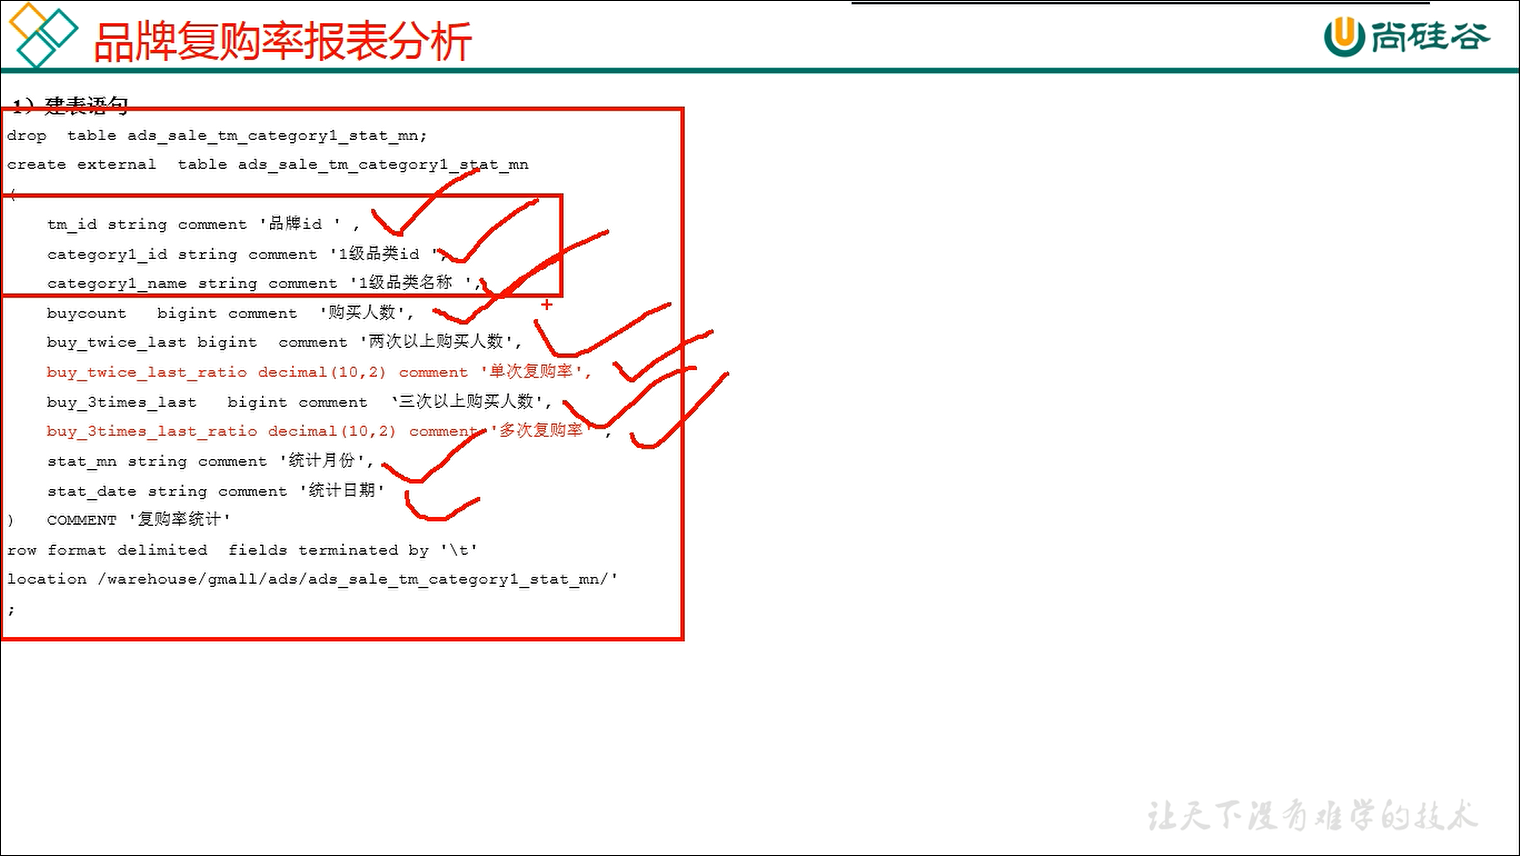 品牌复购率报表分析
尚硅谷
1）建表语句
drop  table ads_sale_tm_category1_stat_mn;
create external  table ads_sale_tm_category1_stat_mn
(
    tm_id string comment '品牌id ' ,
    category1_id string comment '1级品类id ',
    category1_name string comment '1级品类名称 ',
    buycount   bigint comment  '购买人数',
    buy_twice_last bigint  comment '两次以上购买人数',
    buy_twice_last_ratio decimal(10,2) comment '单次复购率',
    buy_3times_last   bigint comment  '三次以上购买人数',
    buy_3times_last_ratio decimal(10,2) comment '多次复购率' ,
    stat_mn string comment '统计月份',
    stat_date string comment '统计日期'
)   COMMENT '复购率统计'
row format delimited  fields terminated by '\t'
location /warehouse/gmall/ads/ads_sale_tm_category1_stat_mn/'
;
让天下没有难学的技术